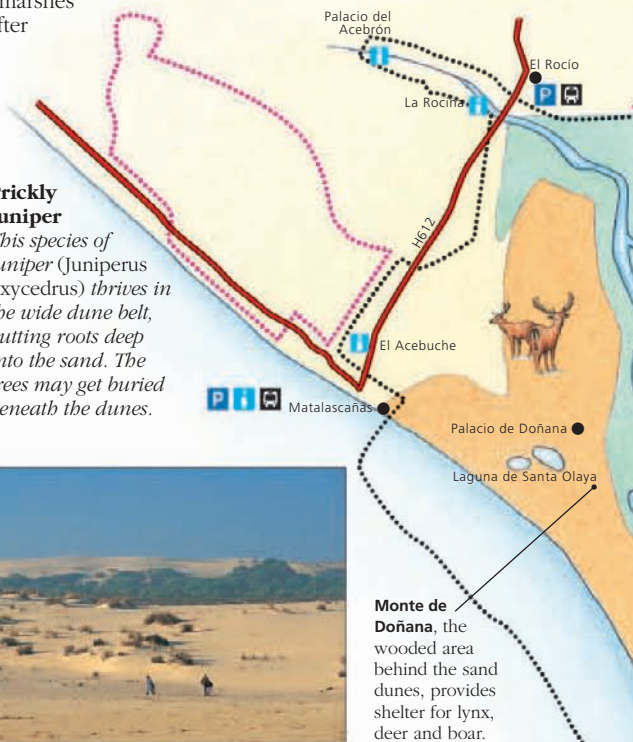 marshes
fter
rickly
uniper
his species of
uniper (Juniperus
xycedrus) thrives in
he wide dune belt,
utting roots deep
nto the sand. The
rees may get buried
eneath the dunes.
Palacio del
Acebrón
El Rocío
P
La Rocina
H612
El Acebuche
P
Matalascañas
Palacio de Doñana
Laguna de Santa Olaya
Monte de
Doñana, the
wooded area
behind the sand
dunes, provides
shelter for lynx,
deer and boar.